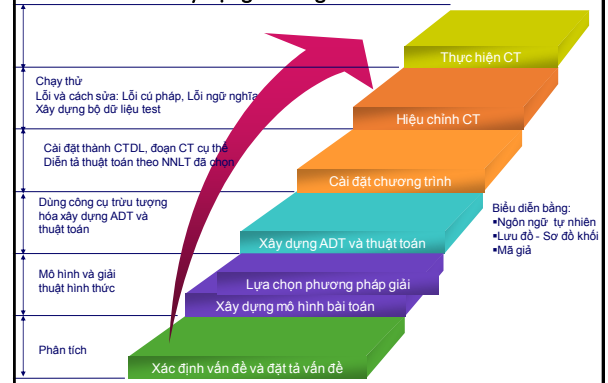 Thực hiện CT
Chạy thử
Lỗi và cách sửa: Lỗi cú pháp, Lỗi ngữ nghĩa
Xây dựng bộ dữ liệu test
Hiệu chỉnh CT
Cài đặt thành CTDL, đoạn CT cụ thể
Diễn tả thuật toán theo NNLT đã chọn
Cài đặt chương trình
Dùng công cụ trừu tượng
hóa xây dựng ADT và
thuật toán
Xây dựng ADT và thuật toán
Biểu diễn bằng:
▪Ngôn ngữ tự nhiên
▪Lưu đồ - Sơ đồ khối
▪Mã giả
Mô hình và giải
thuật hình thức
Lựa chọn phương pháp giải
Xây dựng mô hình bài toán
Phân tích
Xác định vấn đề và đặt tả vấn đề